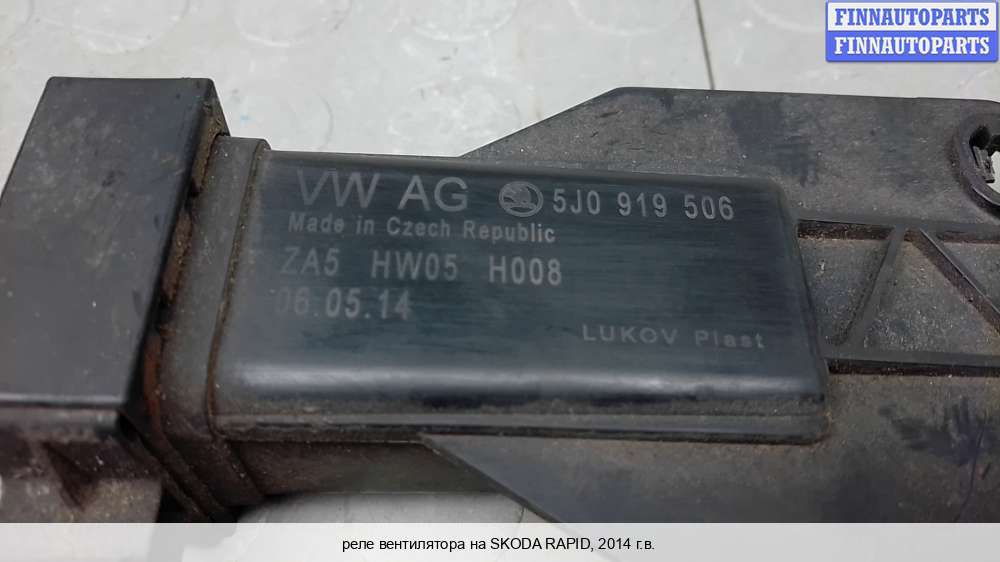 FINNAUTOPARTS
FINNAUTOPARTS
VW AG 5J0 919 506
Made in Czech Republic
ZA5 HW05 H008
06.05.14
LUKOV Plast
реле вентилятора на SKODA RAPID, 2014 г.в.